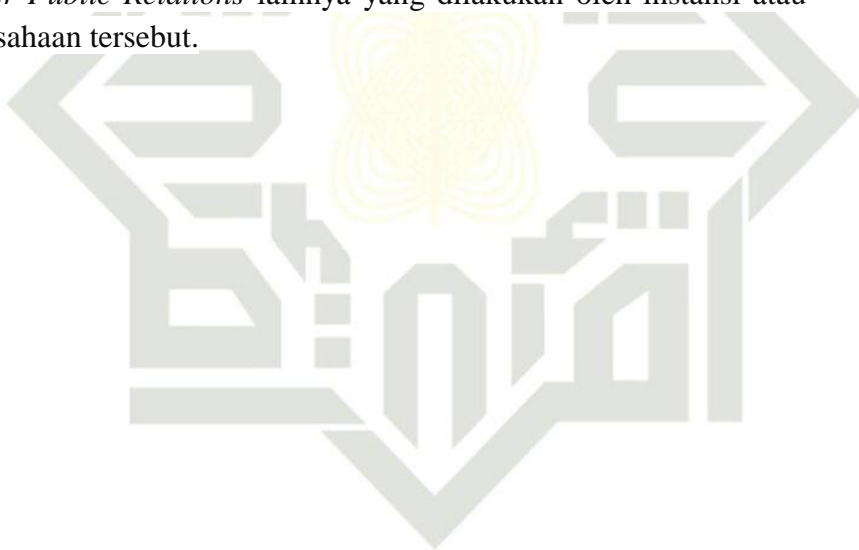 Public Relations lainnya yang dilakukan oleh instansi atau
sahaan tersebut.